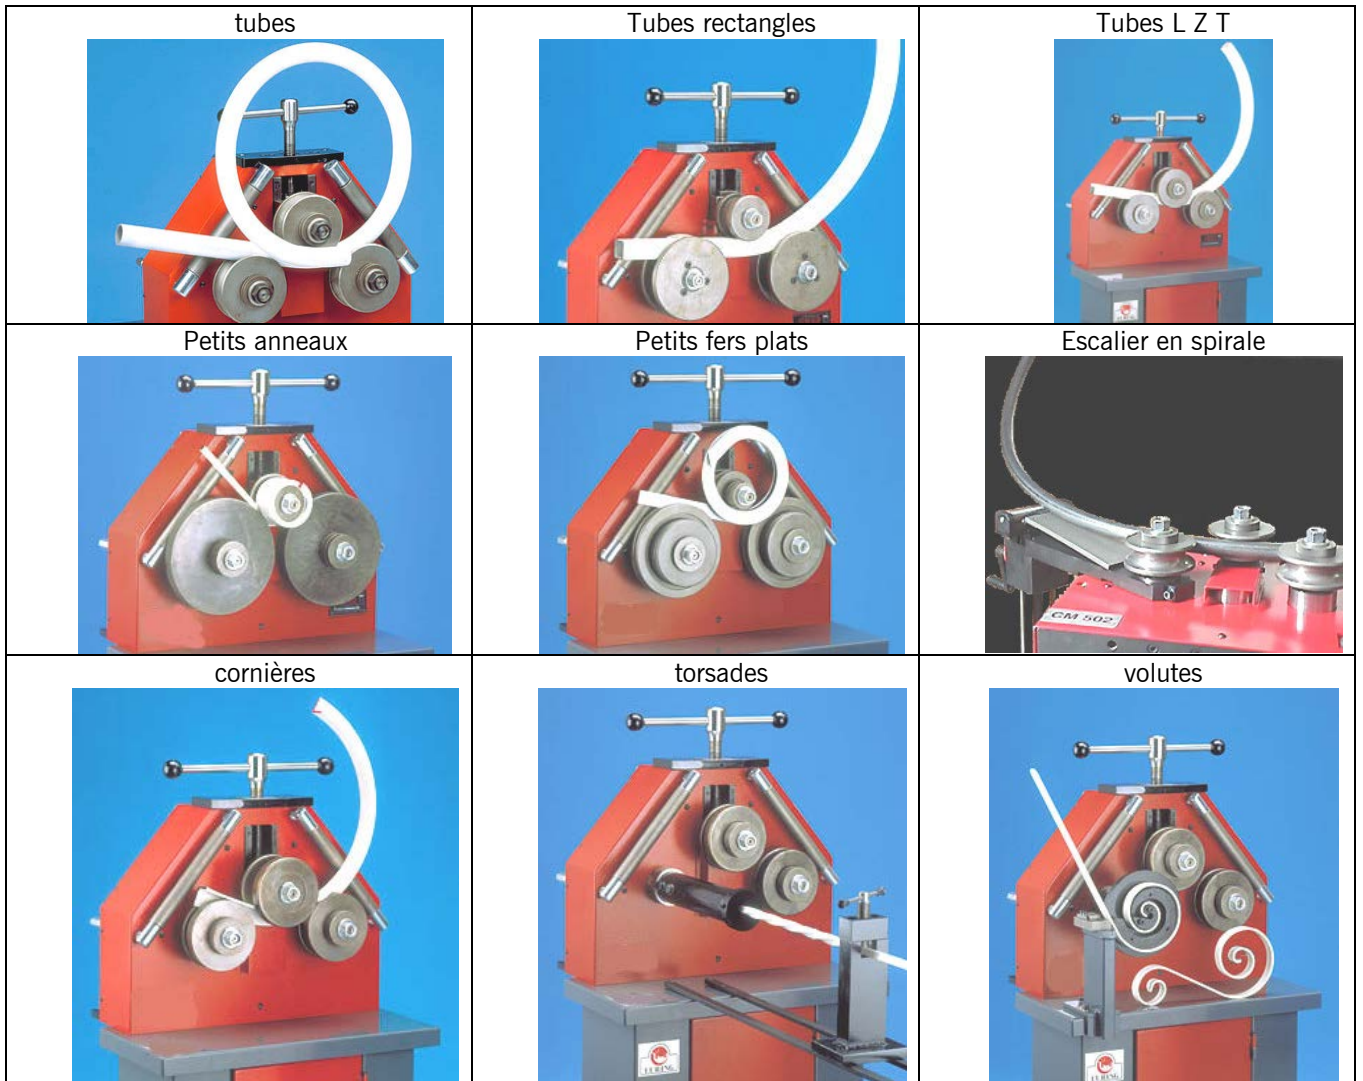 tubes
Tubes rectangles
Tubes L Z T
Petits anneaux
Petits fers plats
Escalier en spirale
CM 502
cornières
torsades
volutes